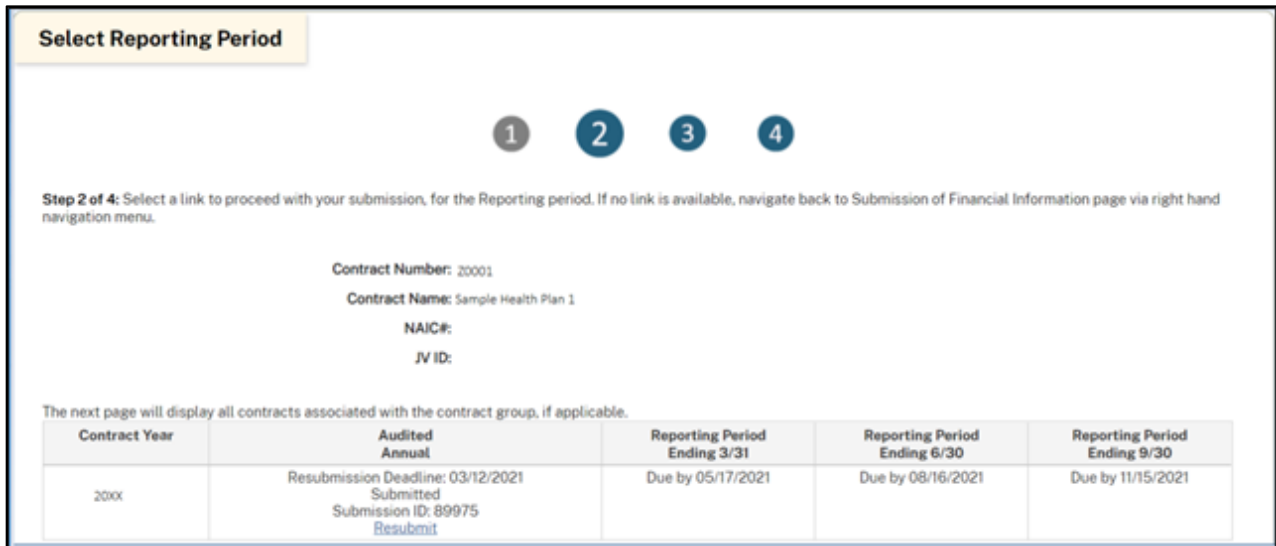 Select Reporting Period
1 2 3 4
Step 2 of 4: Select a link to proceed with your submission, for the Reporting period. If no link is available, navigate back to Submission of Financial Information page via right hand
navigation menu.
Contract Number: Z0001
Contract Name: Sample Health Plan 1
NAIC#:
JV ID:
The next page will display all contracts associated with the contract group, if applicable.
Contract Year Audited Annual Reporting Period Ending 3/31 Reporting Period Ending 6/30 Reporting Period Ending 9/30
20XX
Resubmission Deadline: 03/12/2021
Submitted
Submission ID: 89975
Resubmit
Due by 05/17/2021
Due by 08/16/2021
Due by 11/15/2021